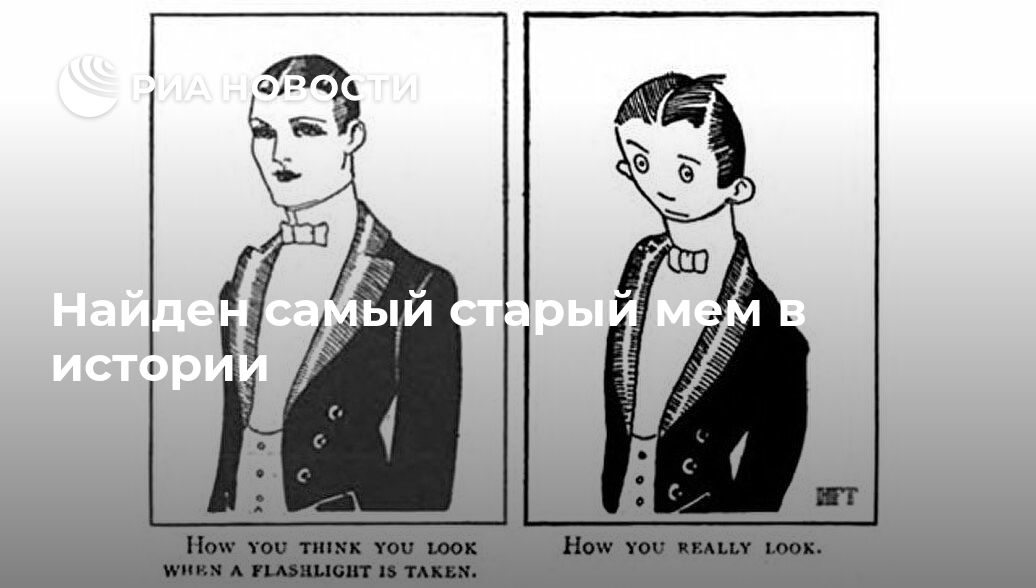 РИА НОВОСТИ
Найден самый старый мем в
истории
How you think you look
when a flashlight is taken.
How you really look.